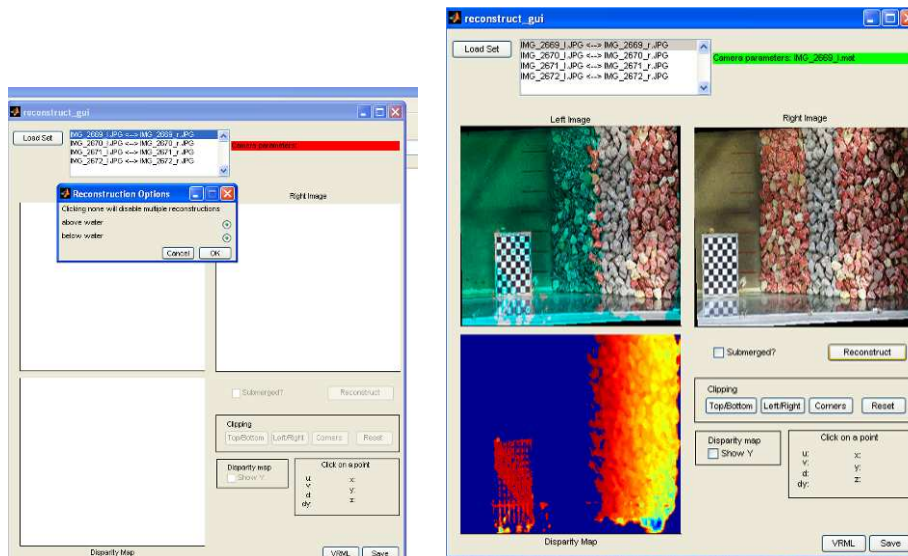 reconstruct_gui
Load Set
IMG_2669_l.JPG <--> IMG_2669_r.JPG
IMG_2670_l.JPG <--> IMG_2670_r.JPG
IMG_2671_l.JPG <--> IMG_2671_r.JPG
IMG_2672_l.JPG <--> IMG_2672_r.JPG
Camera parameters:
Reconstruction Options
Clicking none will disable multiple reconstructions
above water
below water
Cancel OK
Right Image
Submerged? Reconstruct
Clipping
Top/Bottom Left/Right Corners Reset
Disparity map
Show Y
Click on a point
u: x:
v: y:
d: z:
dy:
Disparity Map
VRML Save
reconstruct_gui
Load Set
IMG_2669_l.JPG <--> IMG_2669_r.JPG
IMG_2670_l.JPG <--> IMG_2670_r.JPG
IMG_2671_l.JPG <--> IMG_2671_r.JPG
IMG_2672_l.JPG <--> IMG_2672_r.JPG
Camera parameters: IMG_2669_l.mat
Left Image
Right Image
Submerged? Reconstruct
Clipping
Top/Bottom Left/Right Corners Reset
Disparity map
Show Y
Click on a point
u: x:
v: y:
d: z:
dy:
Disparity Map
VRML Save